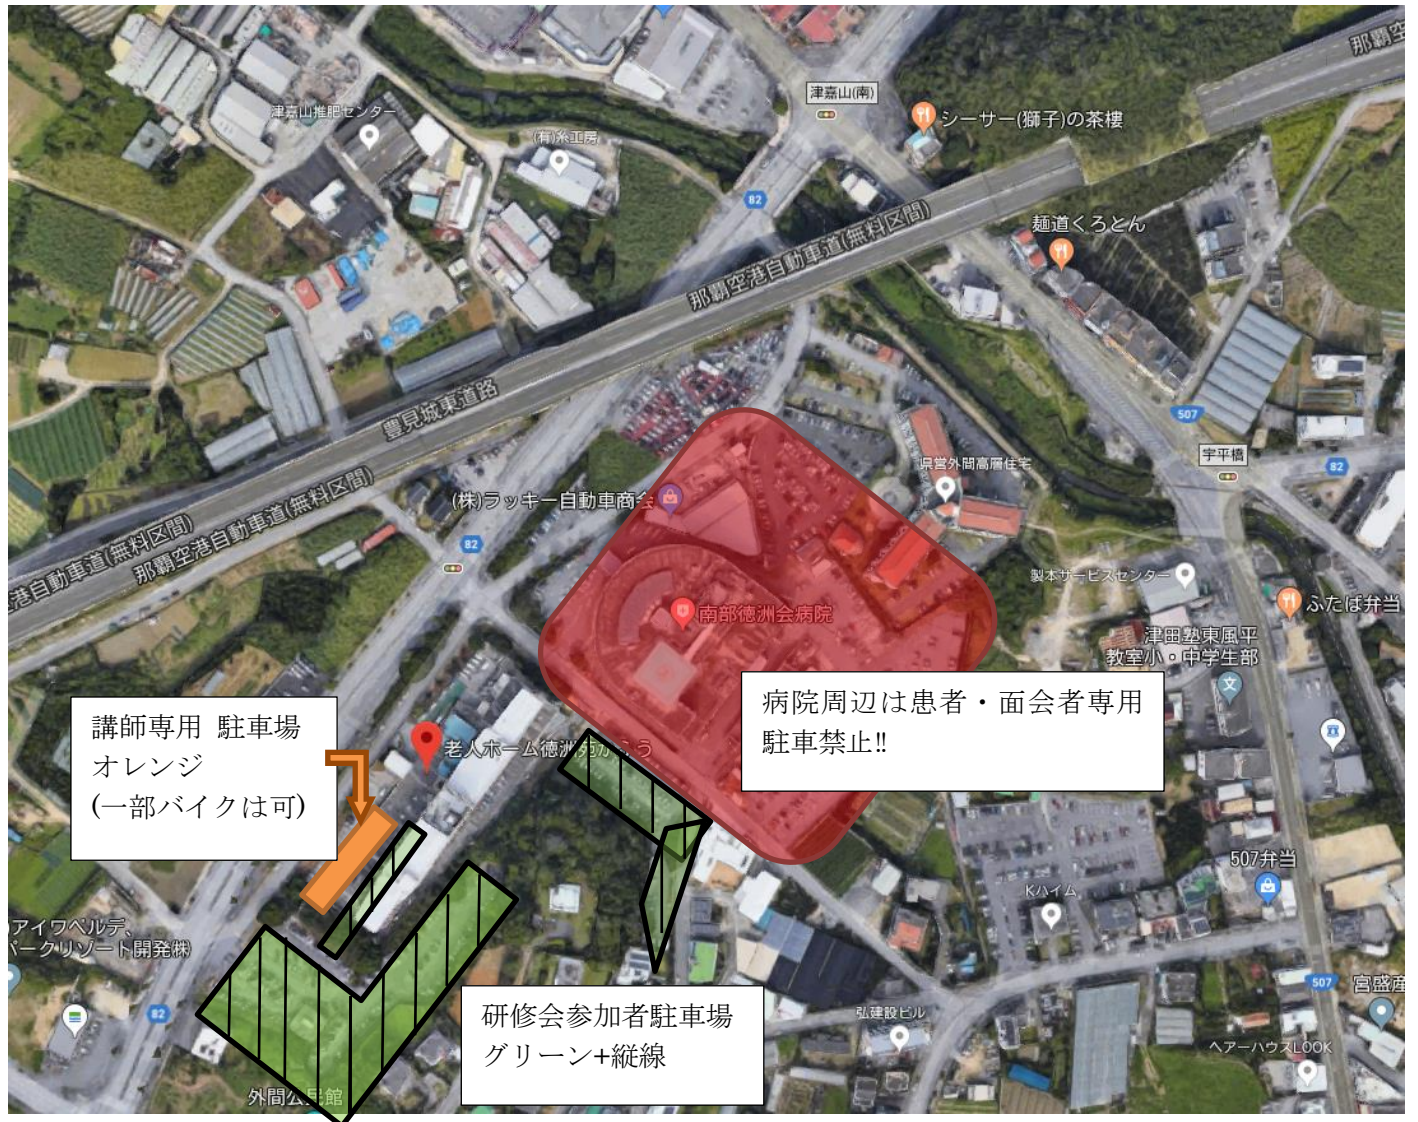 那覇空
津嘉山(南)
津嘉山堆肥センター
シーサー(獅子)の茶樓
(有)糸工房
82
那覇空港自動車道(無料区間)
麺道くろとん
豊見城東道路
507
宇平橋
82
県営外間高層住宅
(株)ラッキー自動車商会
港自動車道(無料区間)
那覇空港自動車道(無料区間)
82
製本サービスセンター
ふたば弁当
南部徳洲会病院
津田塾東風平
教室小・中学生部
病院周辺は患者・面会者専用
駐車禁止‼
講師専用 駐車場
オレンジ
(一部バイクは可)
老人ホーム徳洲苑かふう
507弁当
Kハイム
アイワベルデ、
パークリゾート開発㈱
82
研修会参加者駐車場
グリーン+縦線
507
宮盛産
弘建設ビル
ヘアーハウスLOOK
外間公民館